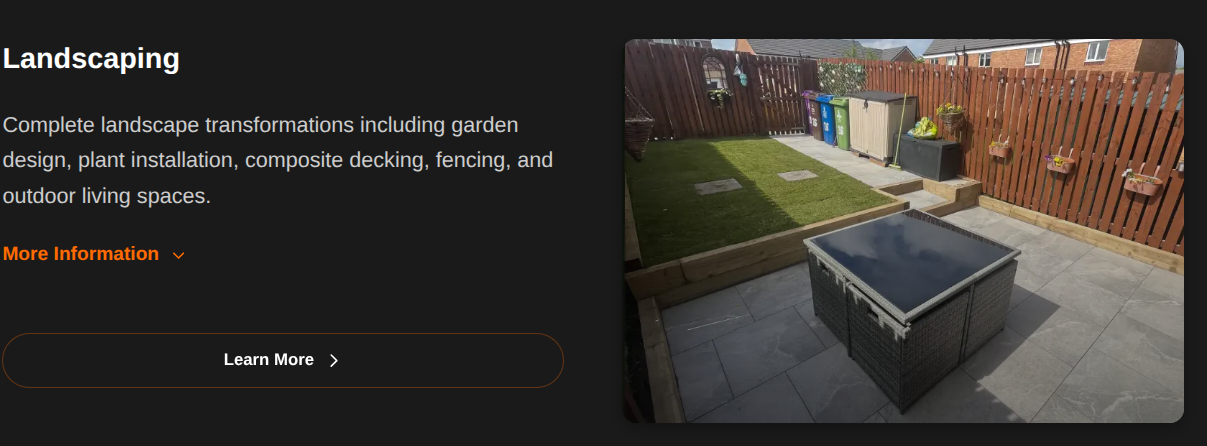 Landscaping
Complete landscape transformations including garden
design, plant installation, composite decking, fencing, and
outdoor living spaces.
More Information
Learn More